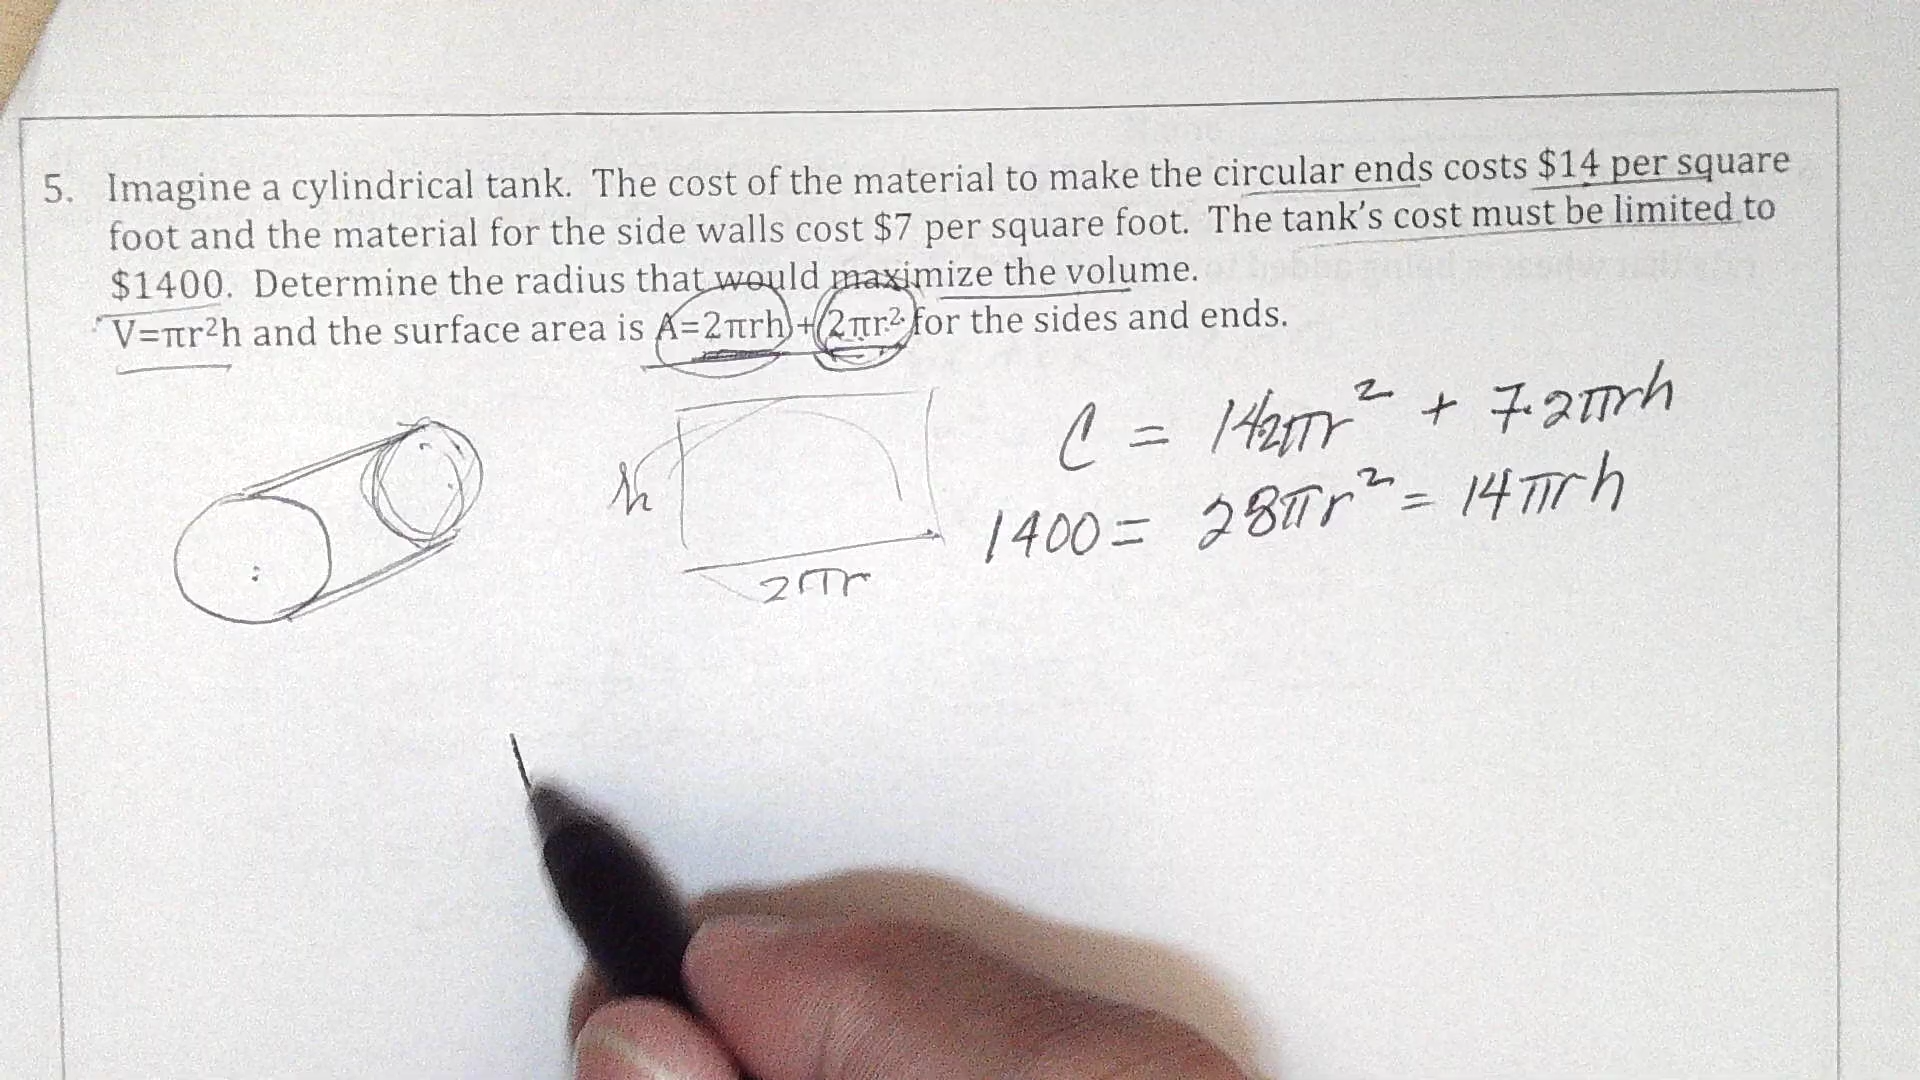 5. Imagine a cylindrical tank. The cost of the material to make the circular ends costs $14 per square
foot and the material for the side walls cost $7 per square foot. The tank's cost must be limited to
$1400. Determine the radius that would maximize the volume.
V=πr²h and the surface area is A=2πrh+2πr² for the sides and ends.
C = 14·2πr² + 7·2πrh
h
1400 = 28πr² = 14πrh
2πr